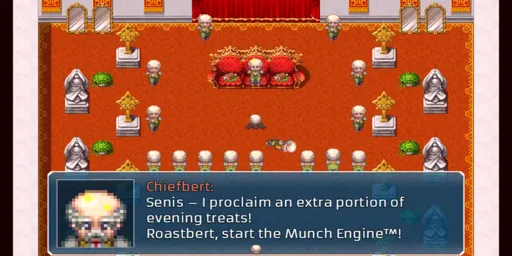 Chiefbert:
Senis – I proclaim an extra portion of
evening treats!
Roastbert, start the Munch Engine™!